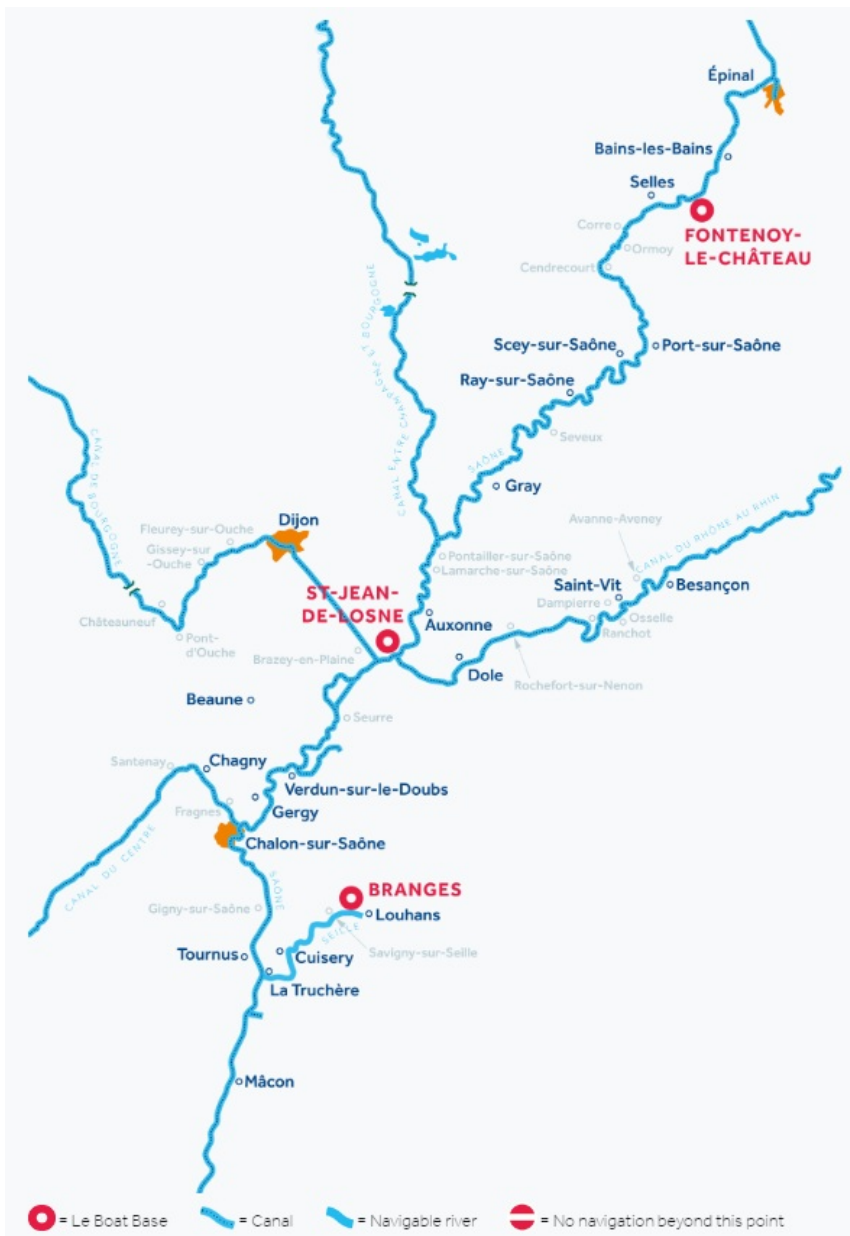 Épinal
Bains-les-Bains
Selles
FONTENOY-
LE-CHÂTEAU
Corre
Ormoy
Cendrecourt
CANAL ENTRE CHAMPAGNE ET BOURGOGNE
Scey-sur-Saône
Port-sur-Saône
Ray-sur-Saône
Seveux
SAÔNE
Gray
CANAL DE BOURGOGNE
Dijon
Fleurey-sur-Ouche
Gissey-sur
-Ouche
Avanne-Aveney
CANAL DU RHÔNE AU RHIN
Pontailler-sur-Saône
Lamarche-sur-Saône
Saint-Vit
Besançon
ST-JEAN-
DE-LOSNE
Dampierre
Châteauneuf
Auxonne
Osselle
Ranchot
Pont-
d'Ouche
Brazey-en-Plaine
Dole
Rochefort-sur-Nenon
Beaune
Seurre
Santenay
Chagny
Verdun-sur-le-Doubs
Fragnes
Gergy
Chalon-sur-Saône
CANAL DU CENTRE
SAÔNE
BRANGES
Gigny-sur-Saône
Louhans
SEILLE
Savigny-sur-Seille
Tournus
Cuisery
La Truchère
Mâcon
= Le Boat Base
= Canal
= Navigable river
= No navigation beyond this point